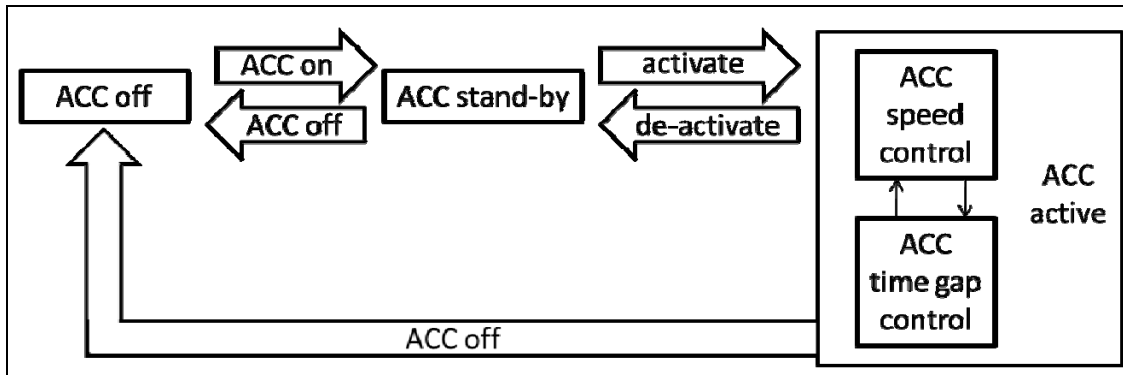 ACC off
ACC on
ACC off
ACC stand-by
activate
de-activate
ACC
speed
control
ACC
time gap
control
ACC
active
ACC off